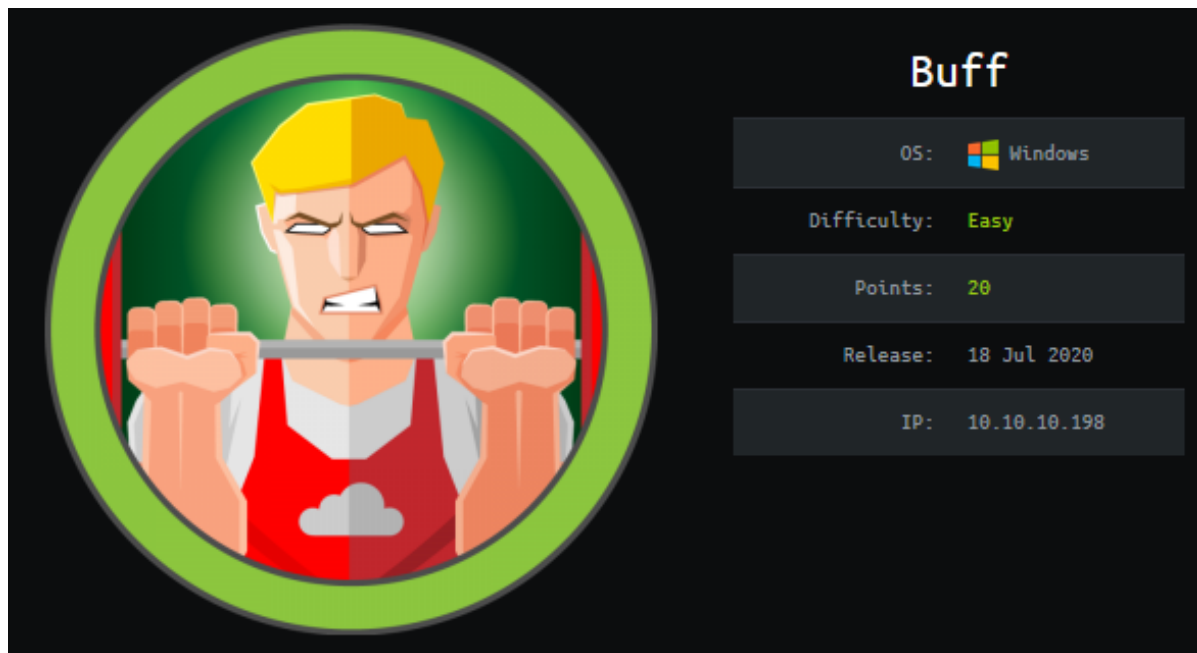 Buff
OS: Windows
Difficulty: Easy
Points: 20
Release: 18 Jul 2020
IP: 10.10.10.198